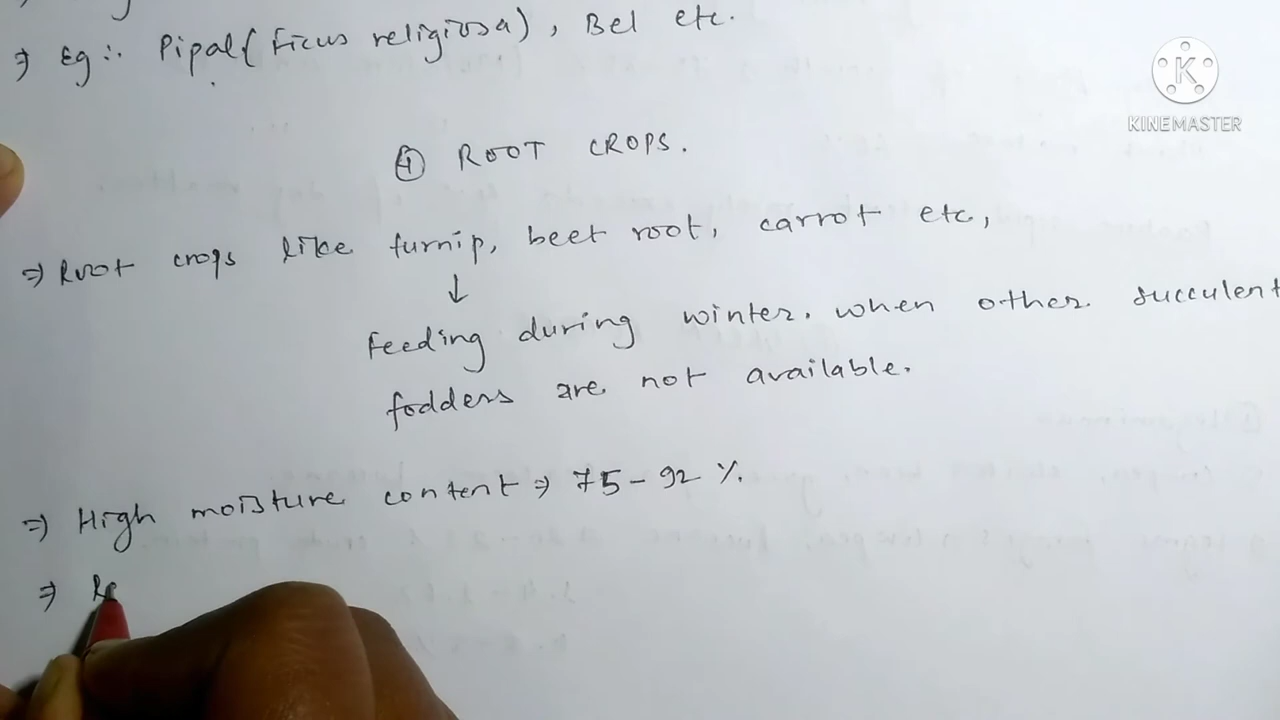 ⇒ Eg ∴ Pipal (Ficus religiosa), Bel etc.
K
KINEMASTER
④ ROOT CROPS.
⇒ Root crops like turnip, beet root, carrot etc,
↓
feeding during winter. when other succulent
fodders are not available.
⇒ High moisture content ⇒ 75-92 %.
⇒